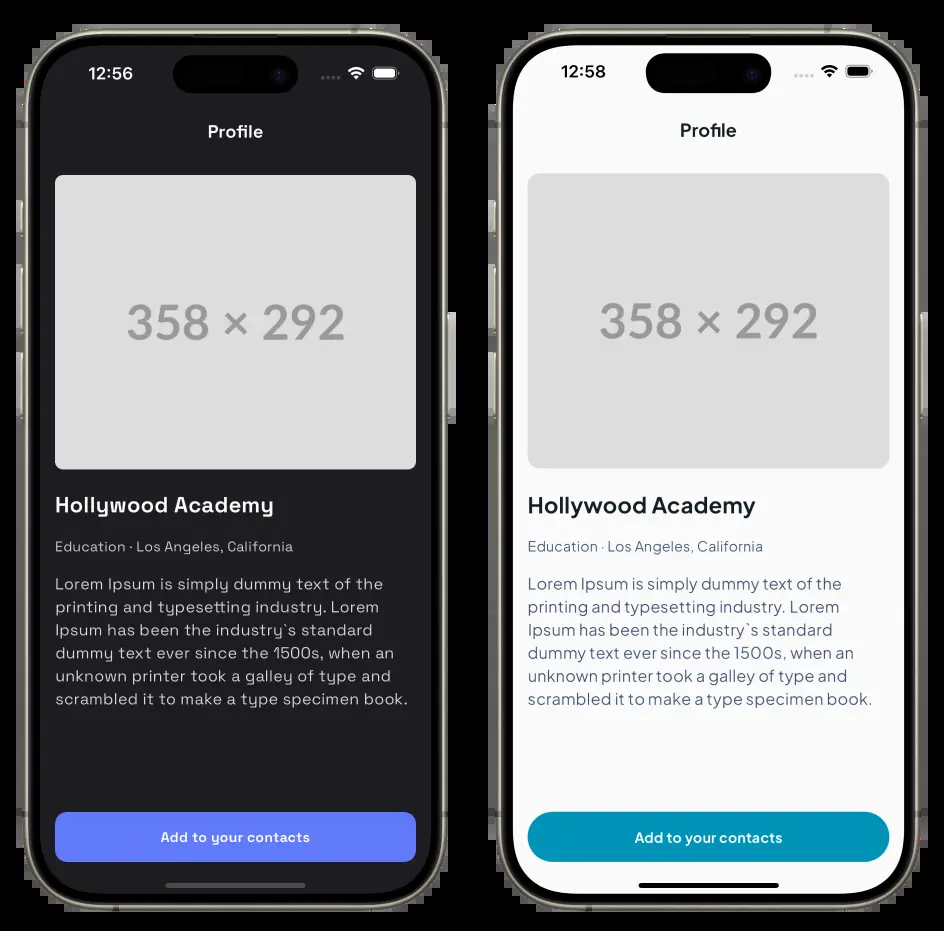 12:56
Profile
358 × 292
Hollywood Academy
Education · Los Angeles, California
Lorem Ipsum is simply dummy text of the
printing and typesetting industry. Lorem
Ipsum has been the industry`s standard
dummy text ever since the 1500s, when an
unknown printer took a galley of type and
scrambled it to make a type specimen book.
Add to your contacts
12:58
Profile
358 × 292
Hollywood Academy
Education · Los Angeles, California
Lorem Ipsum is simply dummy text of the
printing and typesetting industry. Lorem
Ipsum has been the industry`s standard
dummy text ever since the 1500s, when an
unknown printer took a galley of type and
scrambled it to make a type specimen book.
Add to your contacts